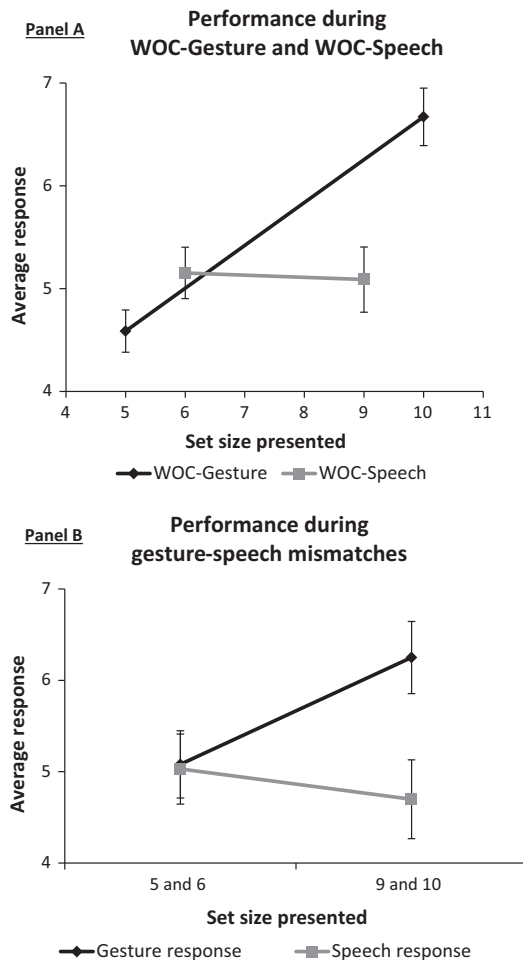 Panel A
Performance during
WOC-Gesture and WOC-Speech
Average response
7
6
5
4
4 5 6 7 8 9 10 11
Set size presented
WOC-Gesture WOC-Speech
Panel B
Performance during
gesture-speech mismatches
Average response
7
6
5
4
5 and 6 9 and 10
Set size presented
Gesture response Speech response